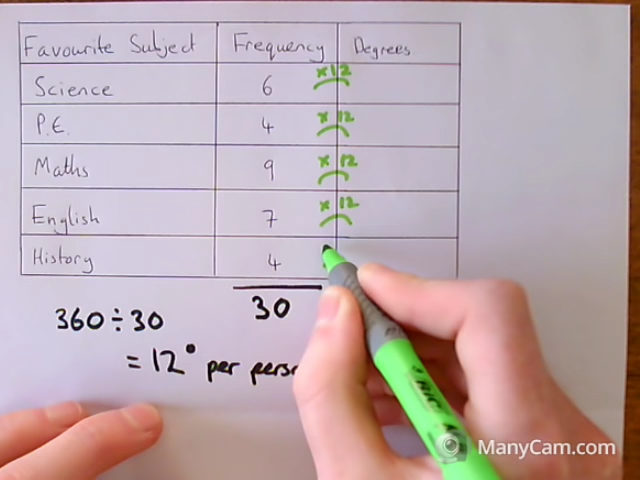 Favourite Subject Frequency Degrees
Science 6 ×12
P.E. 4 × 12
Maths 9 × 12
English 7 × 12
History 4
30
360 ÷ 30
= 12° per
BIC
ManyCam.com